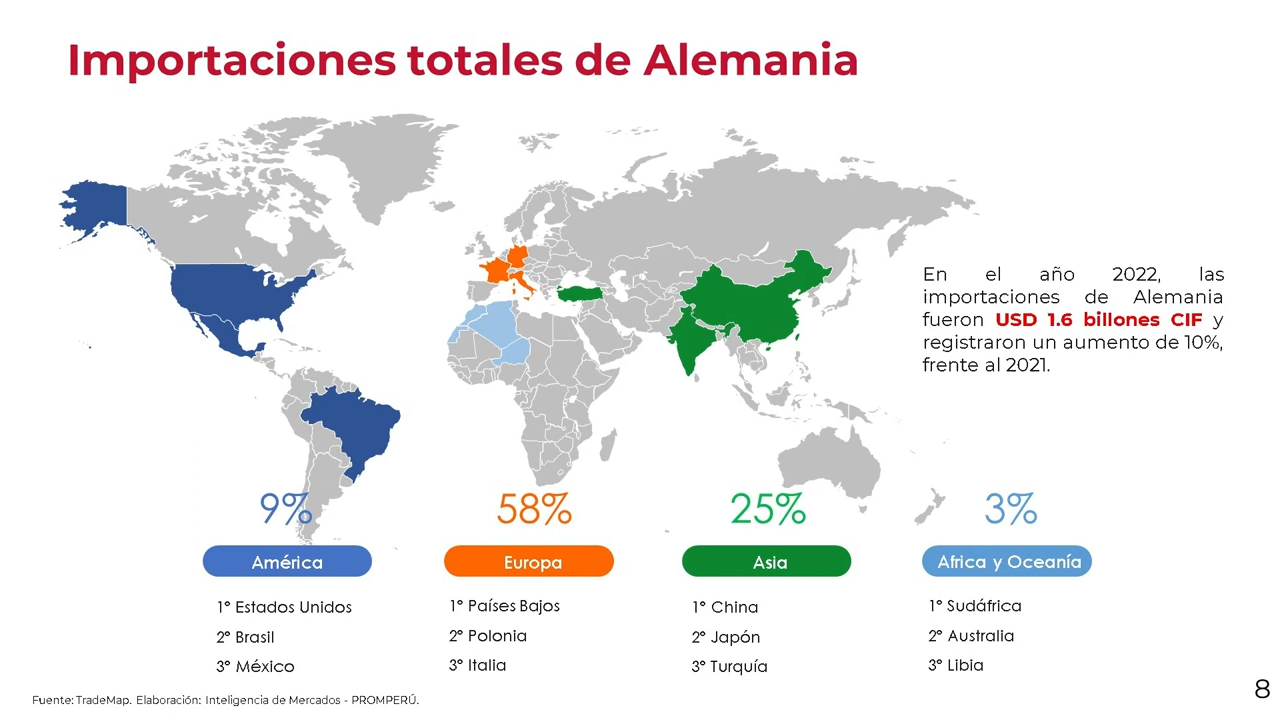 Importaciones totales de Alemania
En el año 2022, las
importaciones de Alemania
fueron USD 1.6 billones CIF y
registraron un aumento de 10%,
frente al 2021.
9%
América
1° Estados Unidos
2° Brasil
3° México
58%
Europa
1° Países Bajos
2° Polonia
3° Italia
25%
Asia
1° China
2° Japón
3° Turquía
3%
Africa y Oceanía
1° Sudáfrica
2° Australia
3° Libia
Fuente: TradeMap. Elaboración: Inteligencia de Mercados - PROMPERÚ.
8